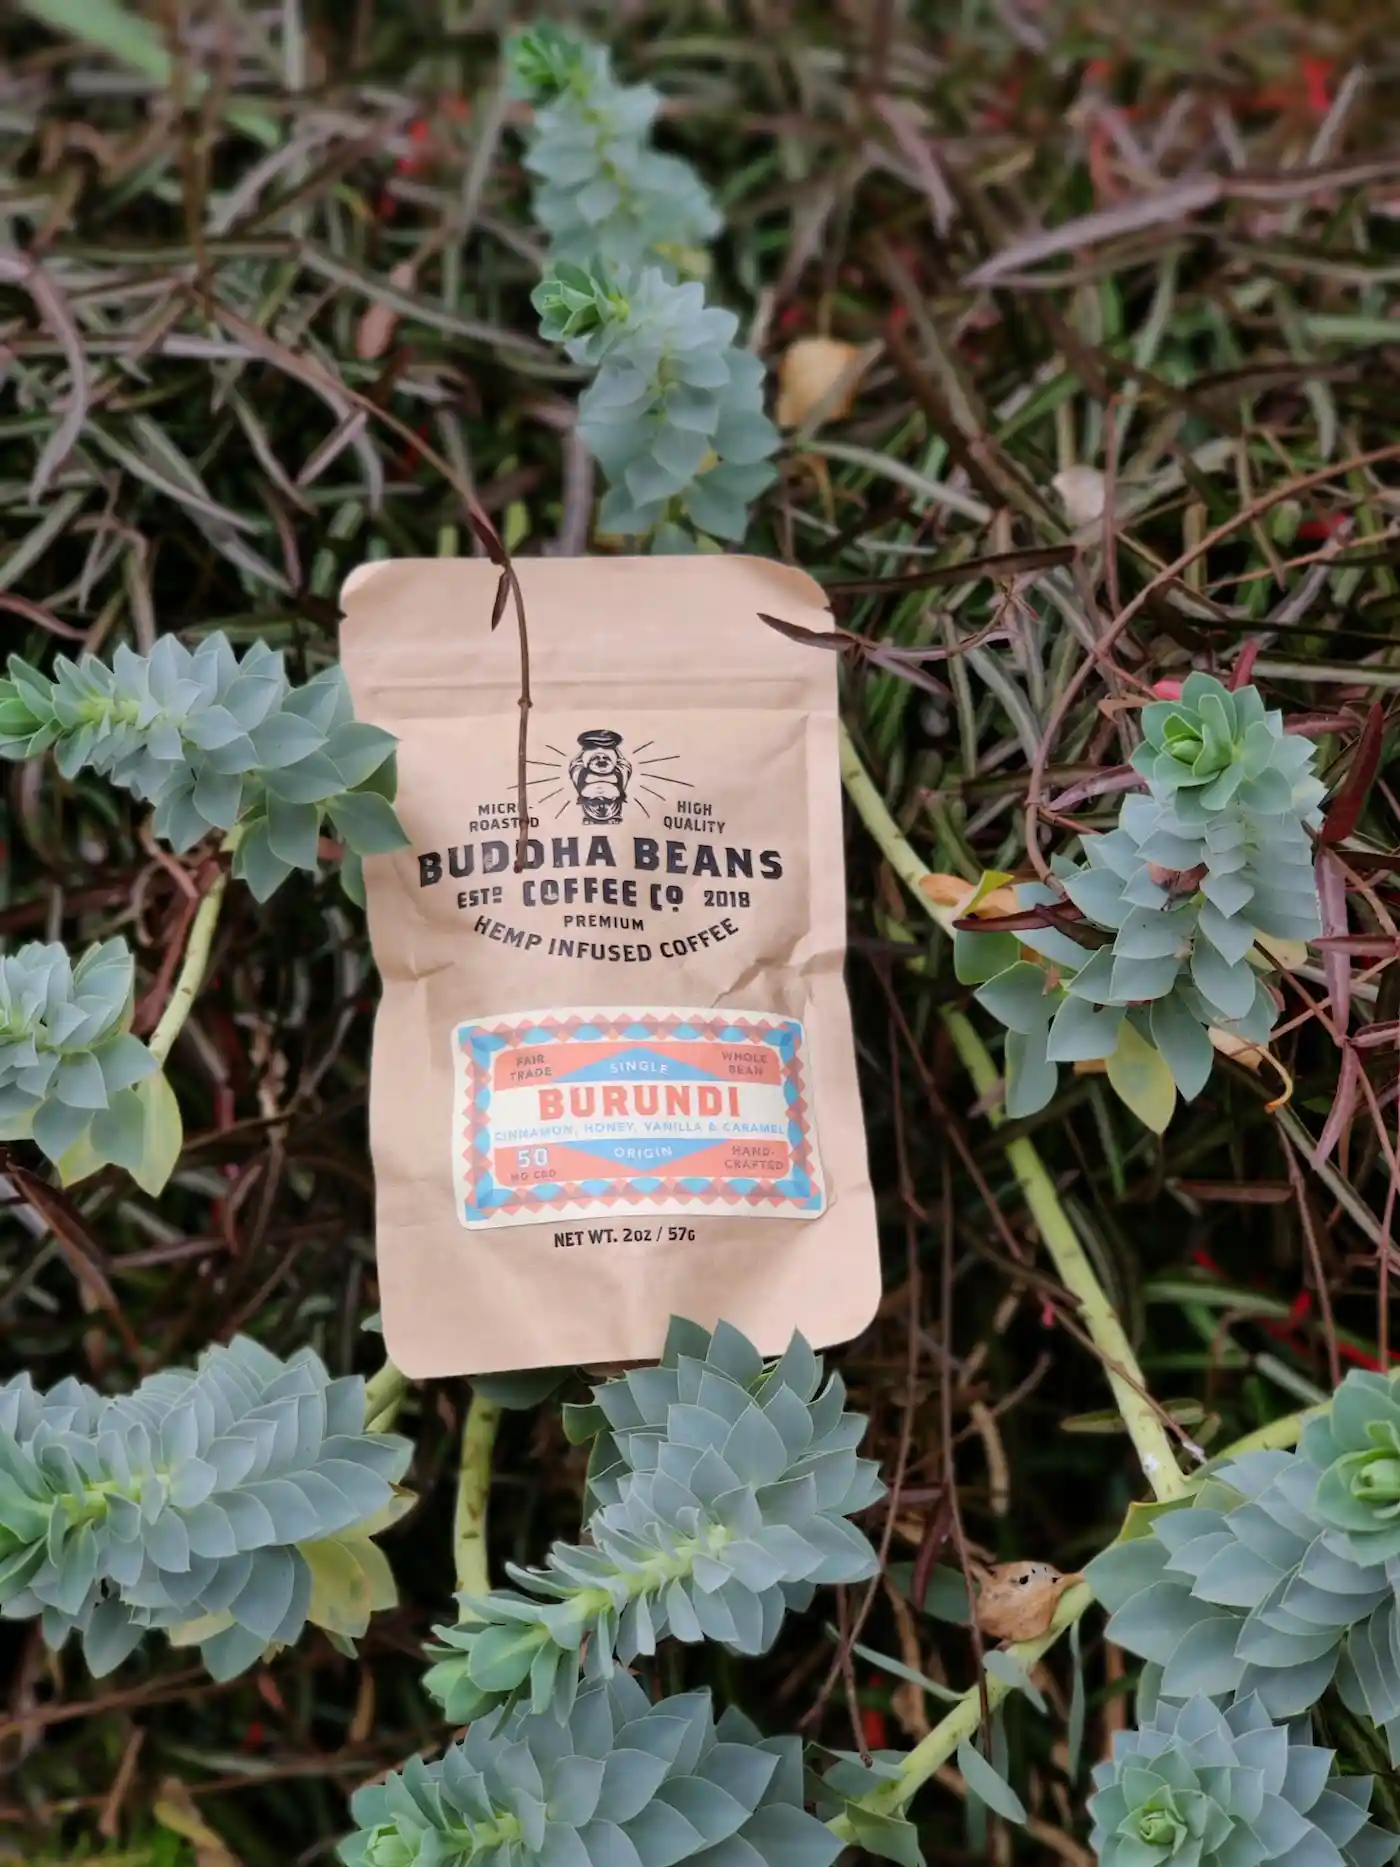 MICRO-
ROASTED
HIGH
QUALITY
BUDDHA BEANS
ESTD COFFEE CO 2018
PREMIUM
HEMP INFUSED COFFEE
FAIR
TRADE
SINGLE
WHOLE
BEAN
BURUNDI
CINNAMON, HONEY, VANILLA & CARAMEL
50
MG CBD
ORIGIN
HAND-
CRAFTED
NET WT. 2oz / 57G